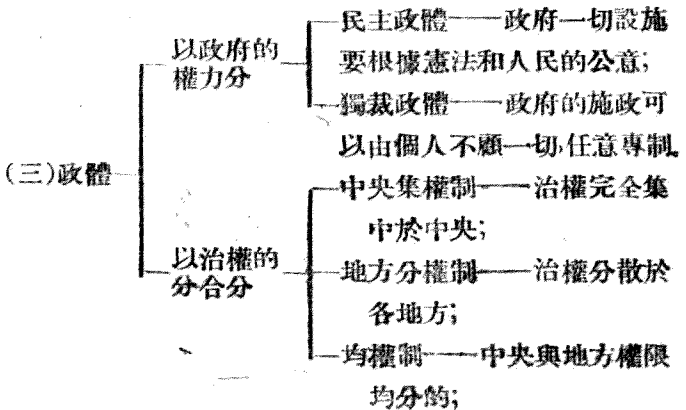 (三)政體
以政府的
權力分
民主政體——政府一切設施
要根據憲法和人民的公意;
獨裁政體——政府的施政可
以由個人不顧一切,任意專制。
以治權的
分合分
中央集權制——治權完全集
中於中央;
地方分權制——治權分散於
各地方;
均權制——中央與地方權限
均分的;